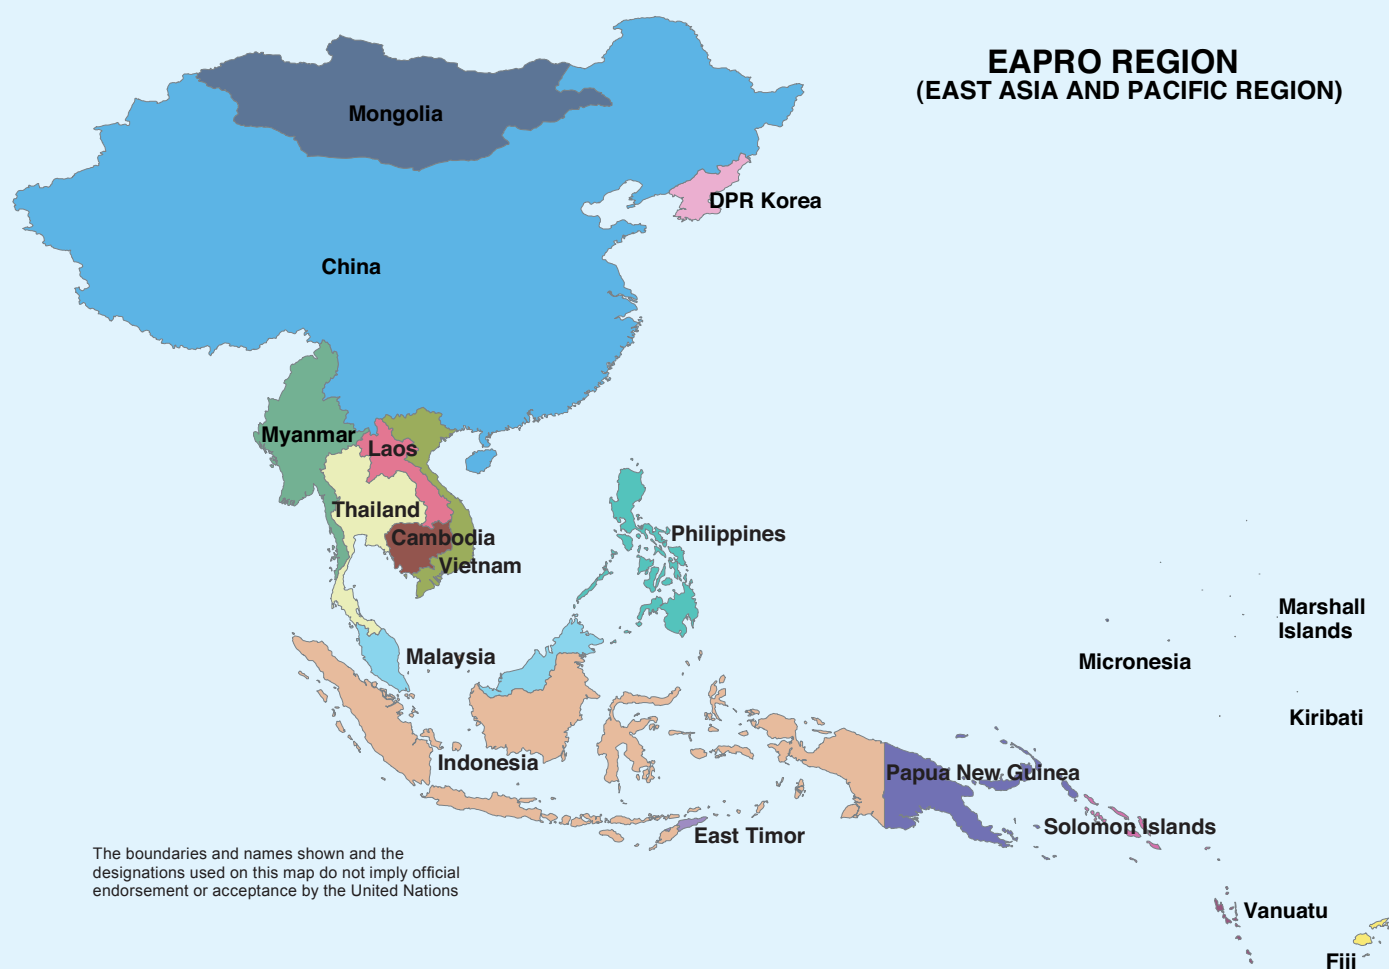 EAPRO REGION
(EAST ASIA AND PACIFIC REGION)
Mongolia
DPR Korea
China
Myanmar
Laos
Thailand
Cambodia
Vietnam
Philippines
Marshall
Islands
Malaysia
Micronesia
Kiribati
Indonesia
Papua New Guinea
Solomon Islands
East Timor
The boundaries and names shown and the
designations used on this map do not imply official
endorsement or acceptance by the United Nations
Vanuatu
Fiji